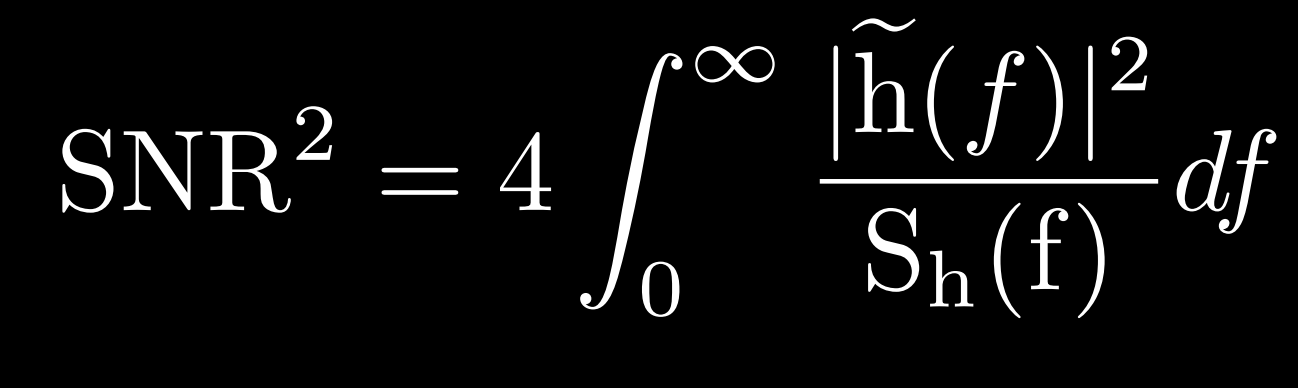 SNR² = 4 ∫₀^∞ |h̃(f)|² / Sₕ(f) df